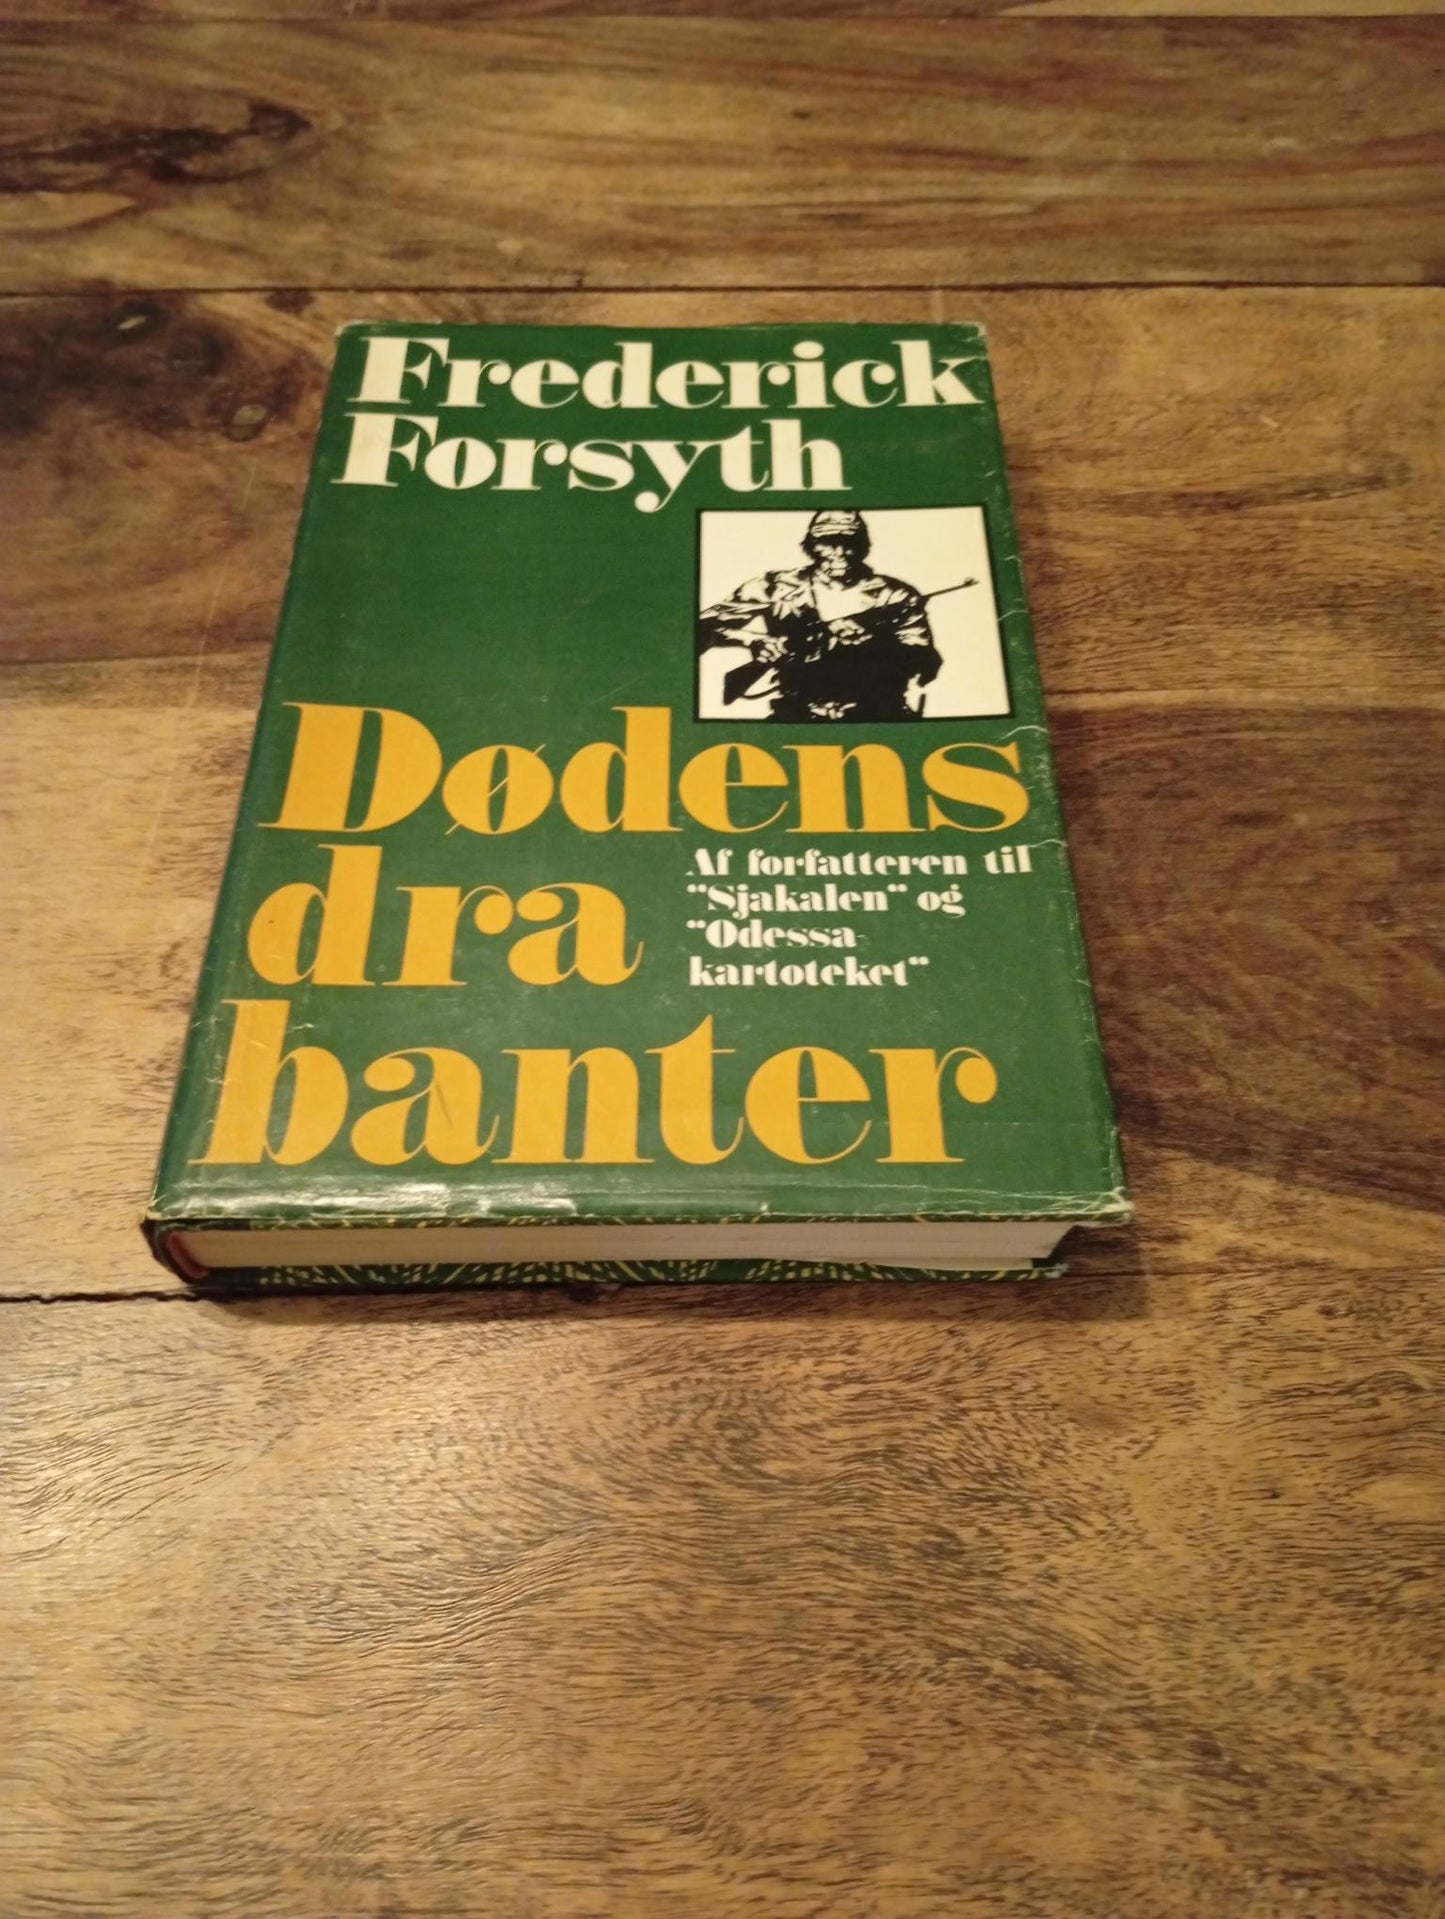 Frederick
Forsyth
Dødens
dra
banter
Af forfatteren til
"Sjakalen" og
"Odessa-
kartoteket"